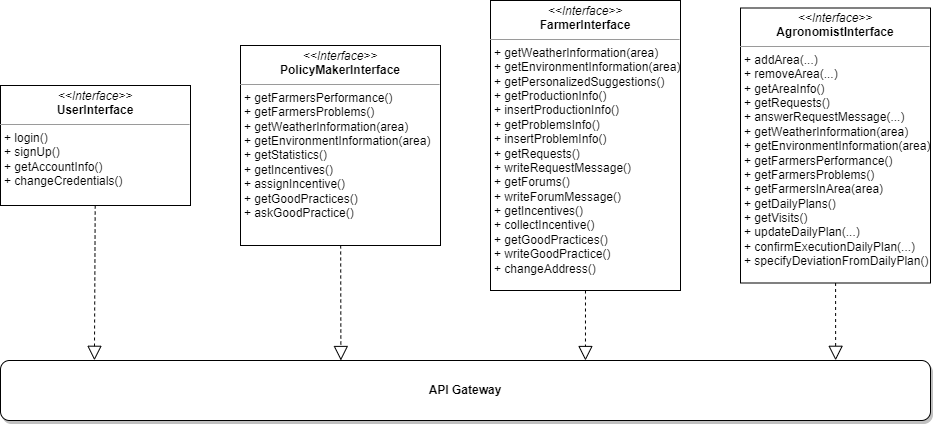 <<Interface>>
UserInterface
+ login()
+ signUp()
+ getAccountInfo()
+ changeCredentials()
<<Interface>>
PolicyMakerInterface
+ getFarmersPerformance()
+ getFarmersProblems()
+ getWeatherInformation(area)
+ getEnvironmentInformation(area)
+ getStatistics()
+ getIncentives()
+ assignIncentive()
+ getGoodPractices()
+ askGoodPractice()
<<Interface>>
FarmerInterface
+ getWeatherInformation(area)
+ getEnvironmentInformation(area)
+ getPersonalizedSuggestions()
+ getProductionInfo()
+ insertProductionInfo()
+ getProblemsInfo()
+ insertProblemInfo()
+ getRequests()
+ writeRequestMessage()
+ getForums()
+ writeForumMessage()
+ getIncentives()
+ collectIncentive()
+ getGoodPractices()
+ writeGoodPractice()
+ changeAddress()
<<Interface>>
AgronomistInterface
+ addArea(...)
+ removeArea(...)
+ getAreaInfo()
+ getRequests()
+ answerRequestMessage(...)
+ getWeatherInformation(area)
+ getEnvironmentInformation(area)
+ getFarmersPerformance()
+ getFarmersProblems()
+ getFarmersInArea(area)
+ getDailyPlans()
+ getVisits()
+ updateDailyPlan(...)
+ confirmExecutionDailyPlan(...)
+ specifyDeviationFromDailyPlan()
API Gateway